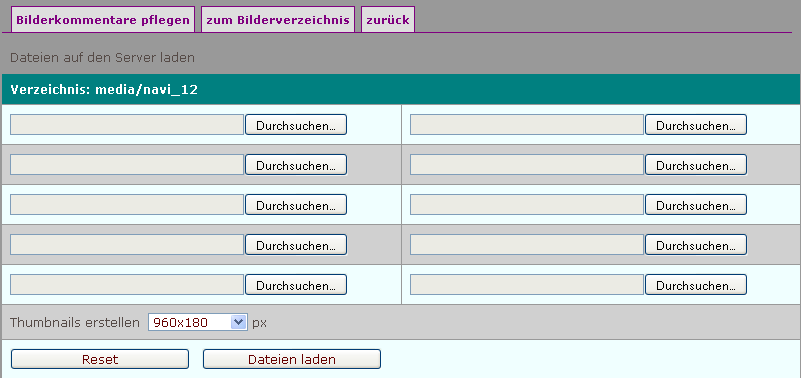 Bilderkommentare pflegen zum Bilderverzeichnis zurück
Dateien auf den Server laden
Verzeichnis: media/navi_12
Durchsuchen... Durchsuchen...
Durchsuchen... Durchsuchen...
Durchsuchen... Durchsuchen...
Durchsuchen... Durchsuchen...
Durchsuchen... Durchsuchen...
Thumbnails erstellen 960x180 px
Reset Dateien laden